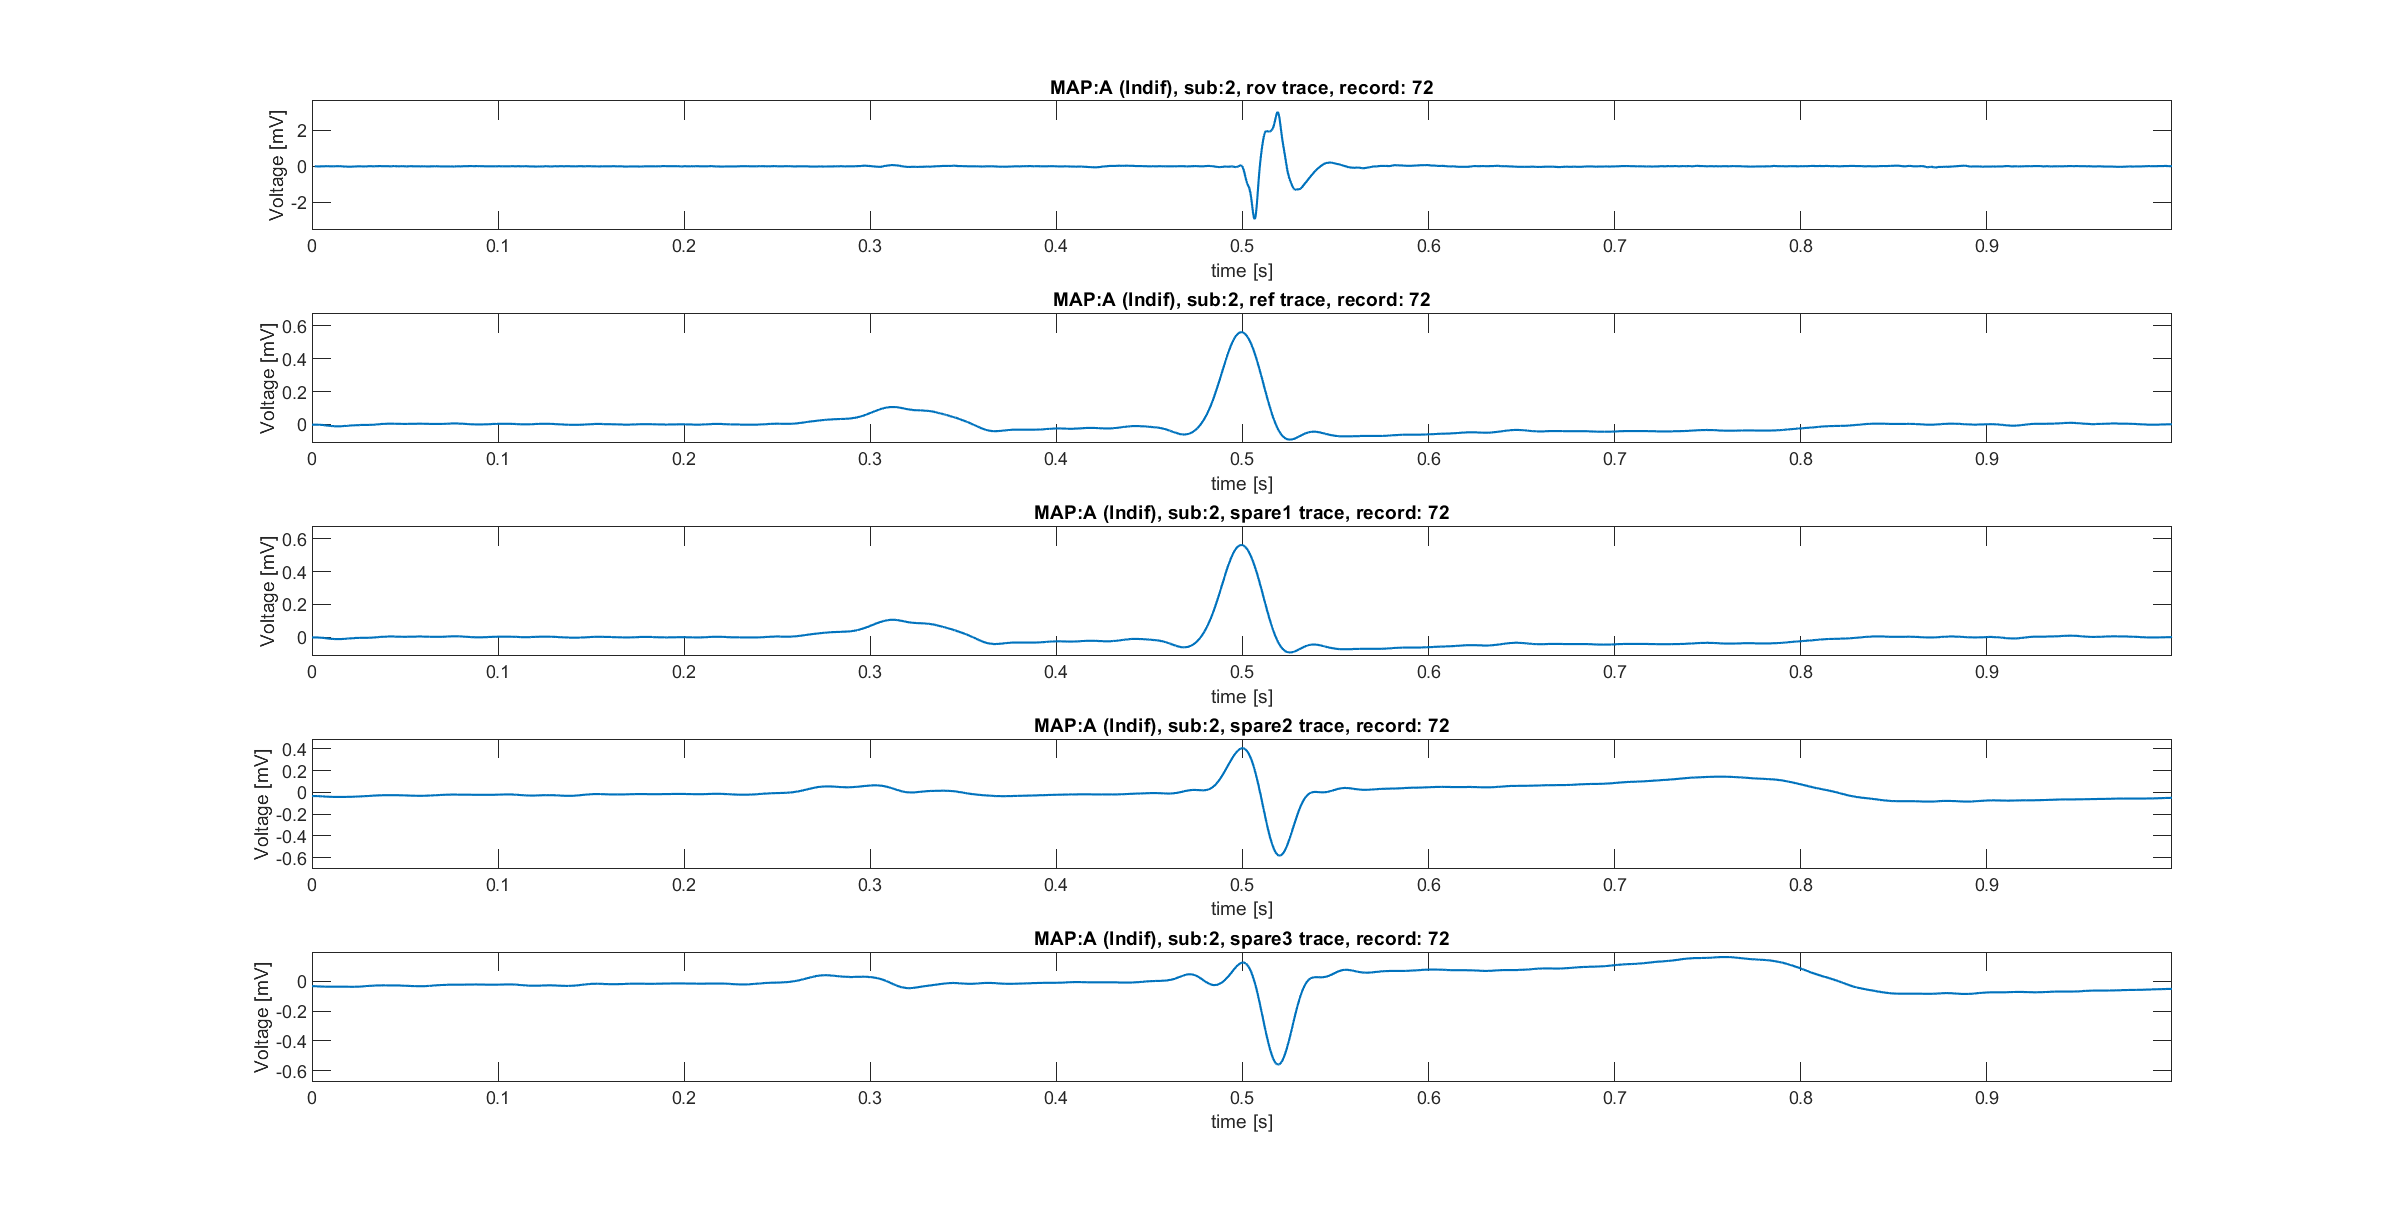 MAP:A (Indif), sub:2, rov trace, record: 72
Voltage [mV]
2
0
-2
0 0.1 0.2 0.3 0.4 0.5 0.6 0.7 0.8 0.9
time [s]
MAP:A (Indif), sub:2, ref trace, record: 72
Voltage [mV]
0.6
0.4
0.2
0
0 0.1 0.2 0.3 0.4 0.5 0.6 0.7 0.8 0.9
time [s]
MAP:A (Indif), sub:2, spare1 trace, record: 72
Voltage [mV]
0.6
0.4
0.2
0
0 0.1 0.2 0.3 0.4 0.5 0.6 0.7 0.8 0.9
time [s]
MAP:A (Indif), sub:2, spare2 trace, record: 72
Voltage [mV]
0.4
0.2
0
-0.2
-0.4
-0.6
0 0.1 0.2 0.3 0.4 0.5 0.6 0.7 0.8 0.9
time [s]
MAP:A (Indif), sub:2, spare3 trace, record: 72
Voltage [mV]
0
-0.2
-0.4
-0.6
0 0.1 0.2 0.3 0.4 0.5 0.6 0.7 0.8 0.9
time [s]